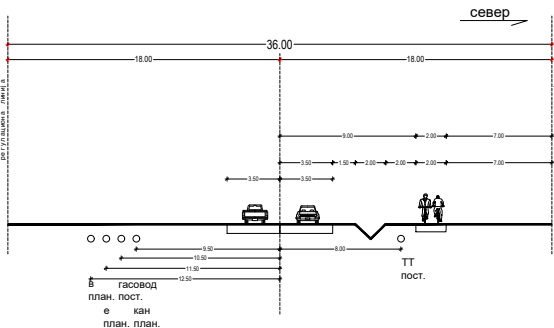 север
36.00
18.00 18.00
регулациона линија
9.00 2.00 7.00
3.50 1.50 2.00 2.00 2.00 7.00
3.50 3.50
9.50 8.00
10.50
11.50
12.50
в гасовод
план. пост.
е кан
план. план.
ТТ
пост.